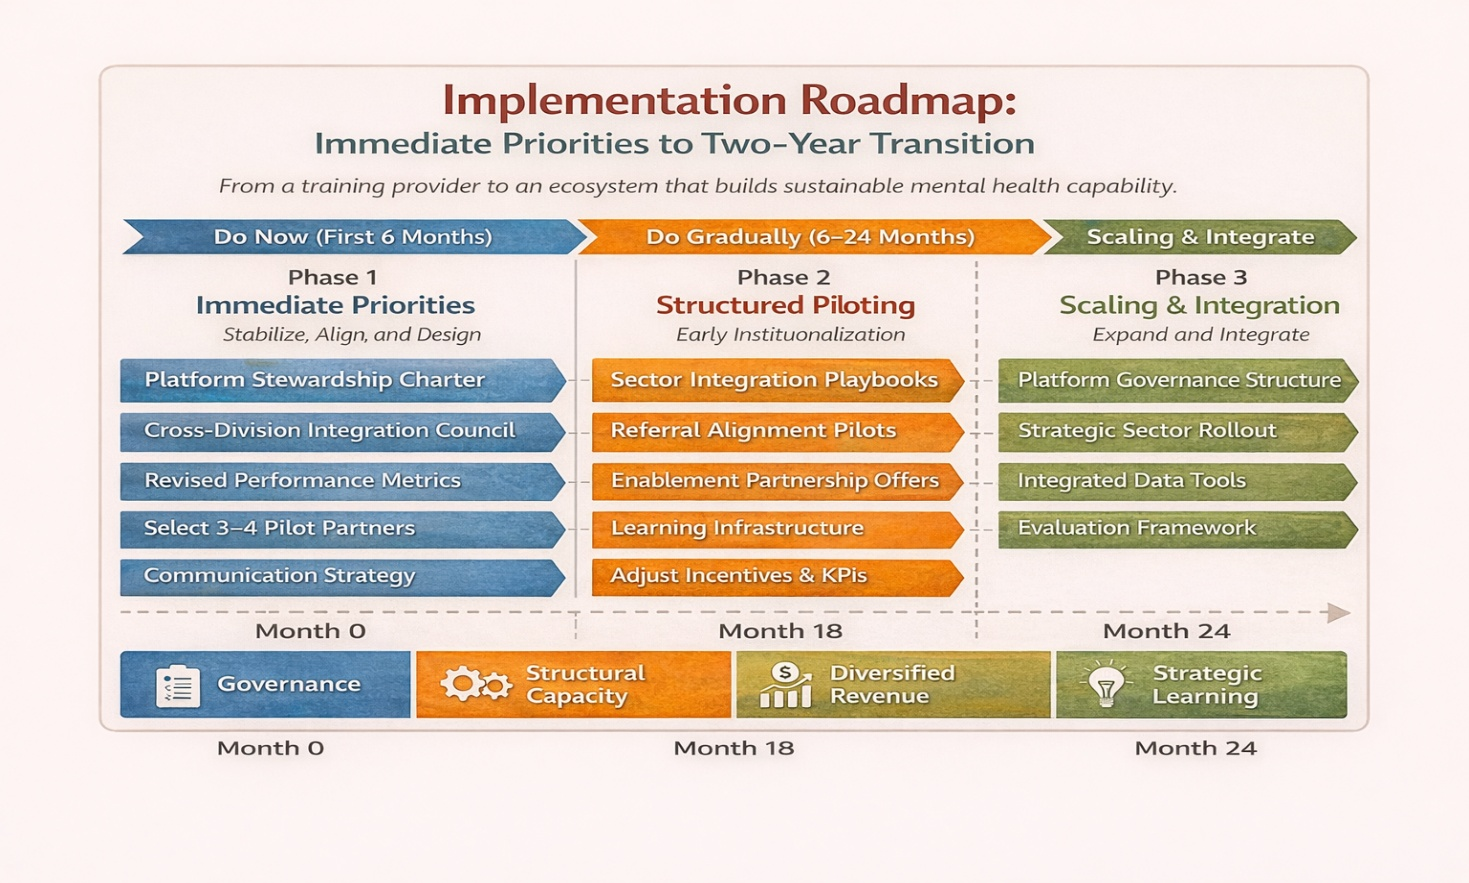 Implementation Roadmap:
Immediate Priorities to Two-Year Transition
From a training provider to an ecosystem that builds sustainable mental health capability.
Do Now (First 6 Months)
Do Gradually (6–24 Months)
Scaling & Integrate
Phase 1
Immediate Priorities
Stabilize, Align, and Design
Platform Stewardship Charter
Cross-Division Integration Council
Revised Performance Metrics
Select 3–4 Pilot Partners
Communication Strategy
Phase 2
Structured Piloting
Early Instituonalization
Sector Integration Playbooks
Referral Alignment Pilots
Enablement Partnership Offers
Learning Infrastructure
Adjust Incentives & KPIs
Phase 3
Scaling & Integration
Expand and Integrate
Platform Governance Structure
Strategic Sector Rollout
Integrated Data Tools
Evaluation Framework
Month 0
Month 18
Month 24
Governance
Structural
Capacity
$
Diversified
Revenue
Strategic
Learning
Month 0
Month 18
Month 24